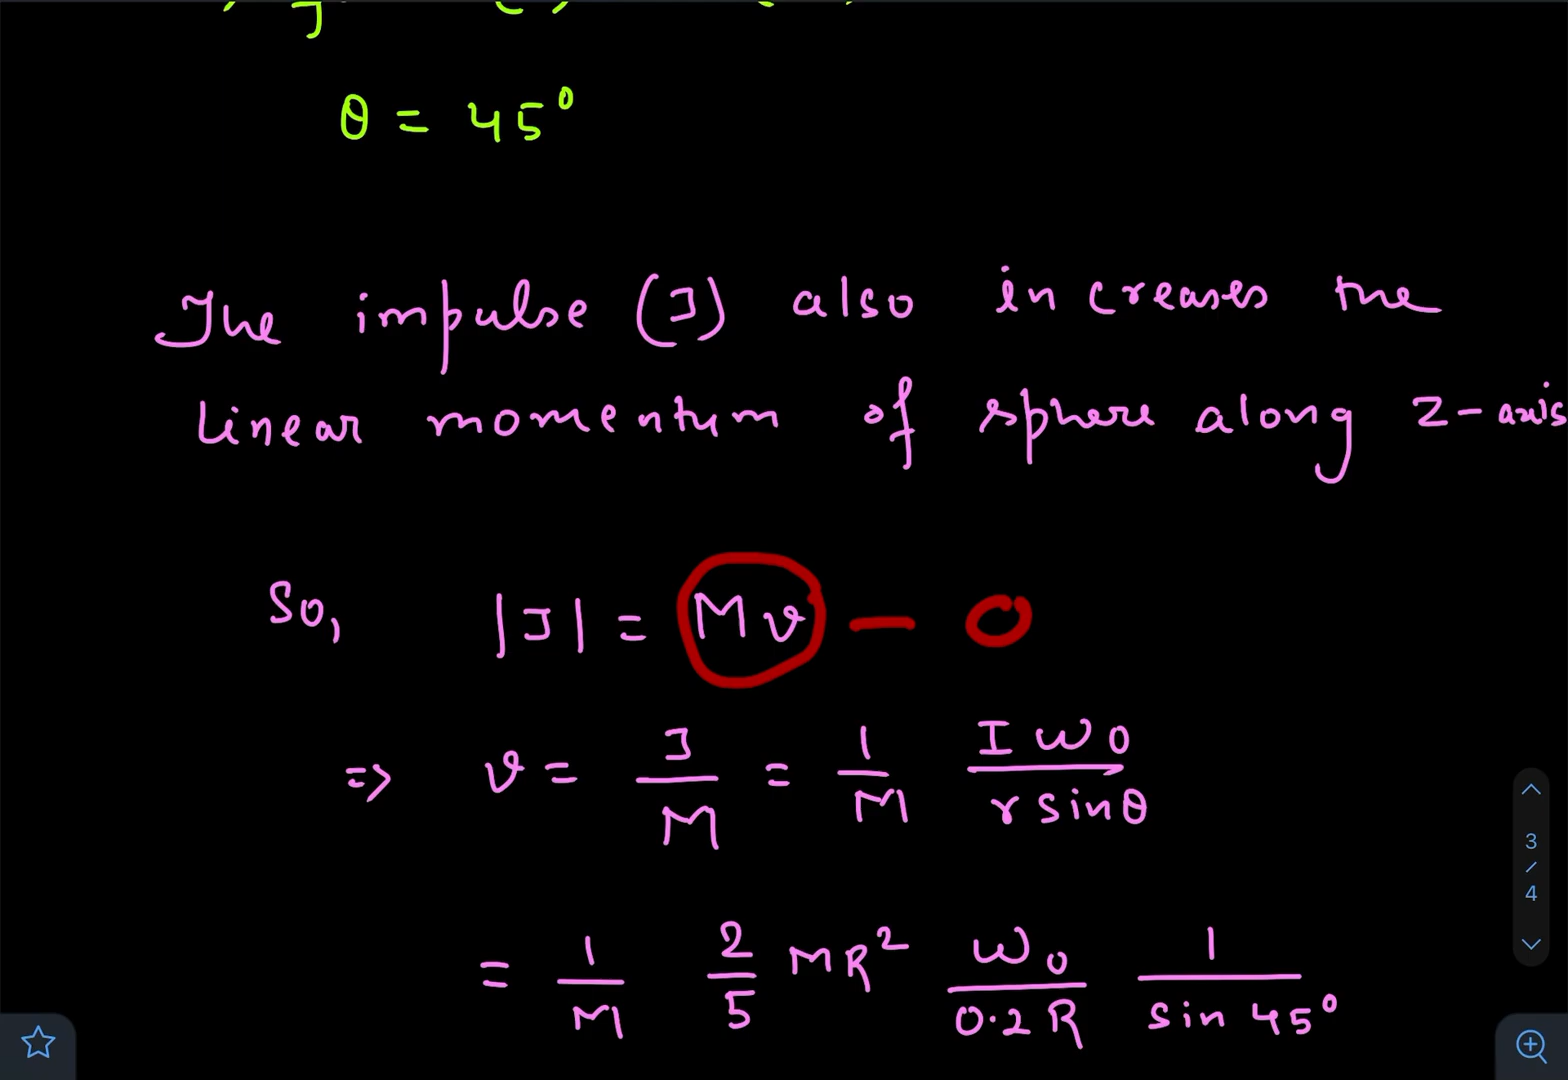 θ = 45°
The impulse (J) also increases the
linear momentum of sphere along z-axis
So, |J| = Mv - 0
=> v = J/M = 1/M Iω₀/(r sinθ)
= 1/M 2/5 MR² ω₀/(0.2R) 1/(sin 45°)
3
/
4